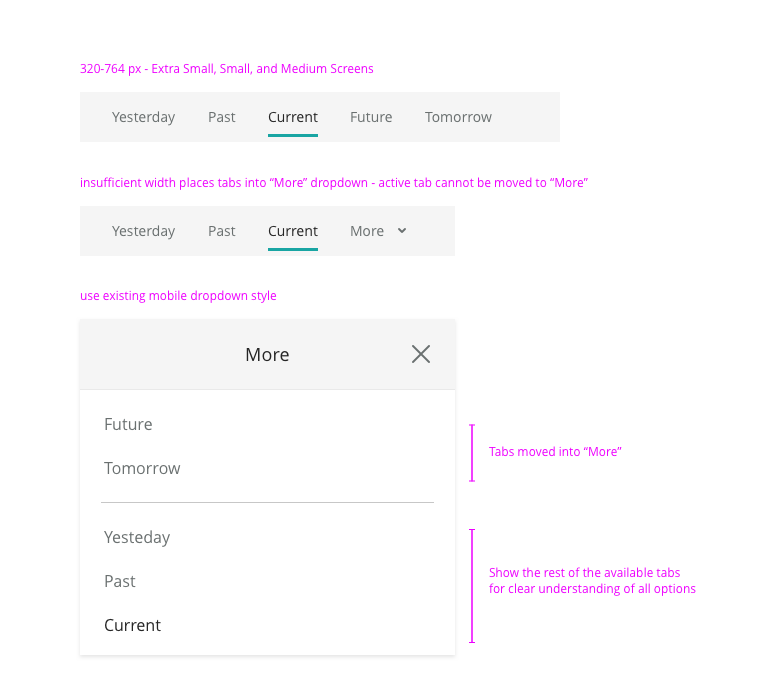 320-764 px - Extra Small, Small, and Medium Screens
Yesterday Past Current Future Tomorrow
insufficient width places tabs into “More” dropdown - active tab cannot be moved to “More”
Yesterday Past Current More
use existing mobile dropdown style
More
Future
Tomorrow
Tabs moved into “More”
Yesteday
Past
Current
Show the rest of the available tabs
for clear understanding of all options